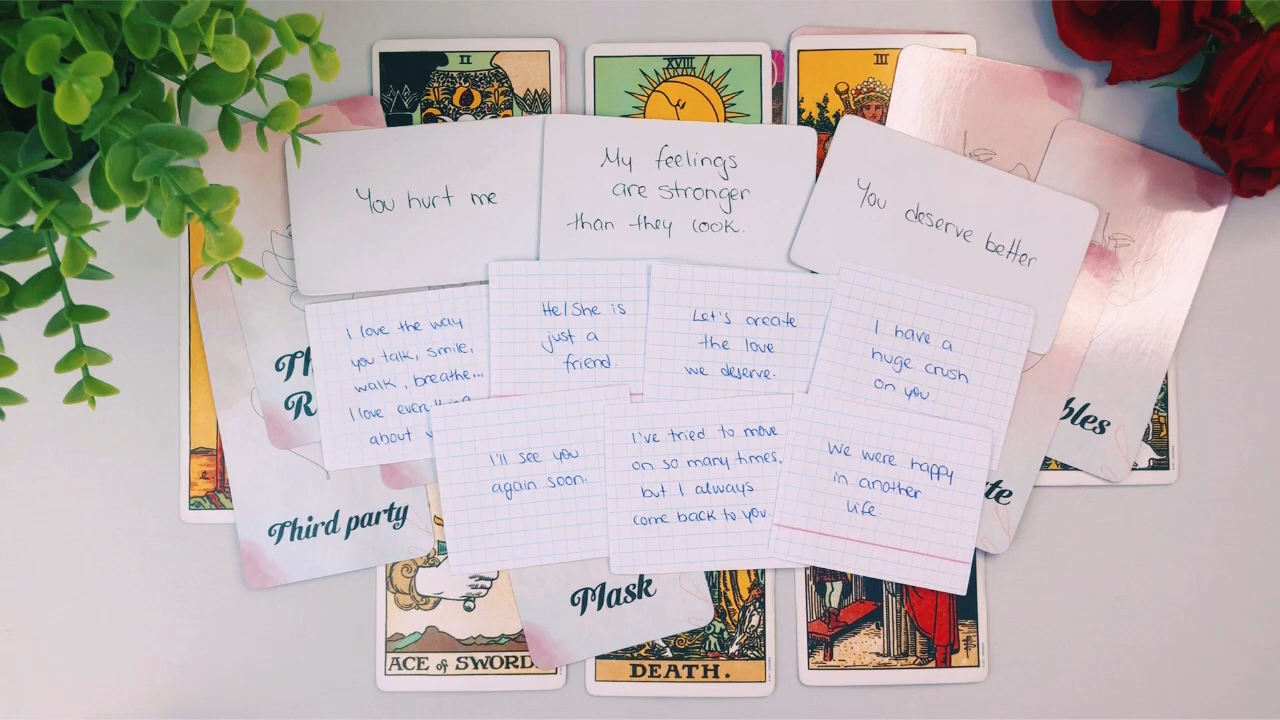 II
XVIII
III
You hurt me
My feelings
are stronger
than they look.
You deserve better
I love the way
you talk, smile,
walk, breathe...
I love everything
about
He/She is
just a
friend.
Let's create
the love
we deserve.
I have a
huge crush
on you
I'll see you
again soon.
I've tried to move
on so many times,
but I always
come back to you.
We were happy
in another
life
Th
R
Third party
bles
te
Mask
ACE of SWORD
DEATH.